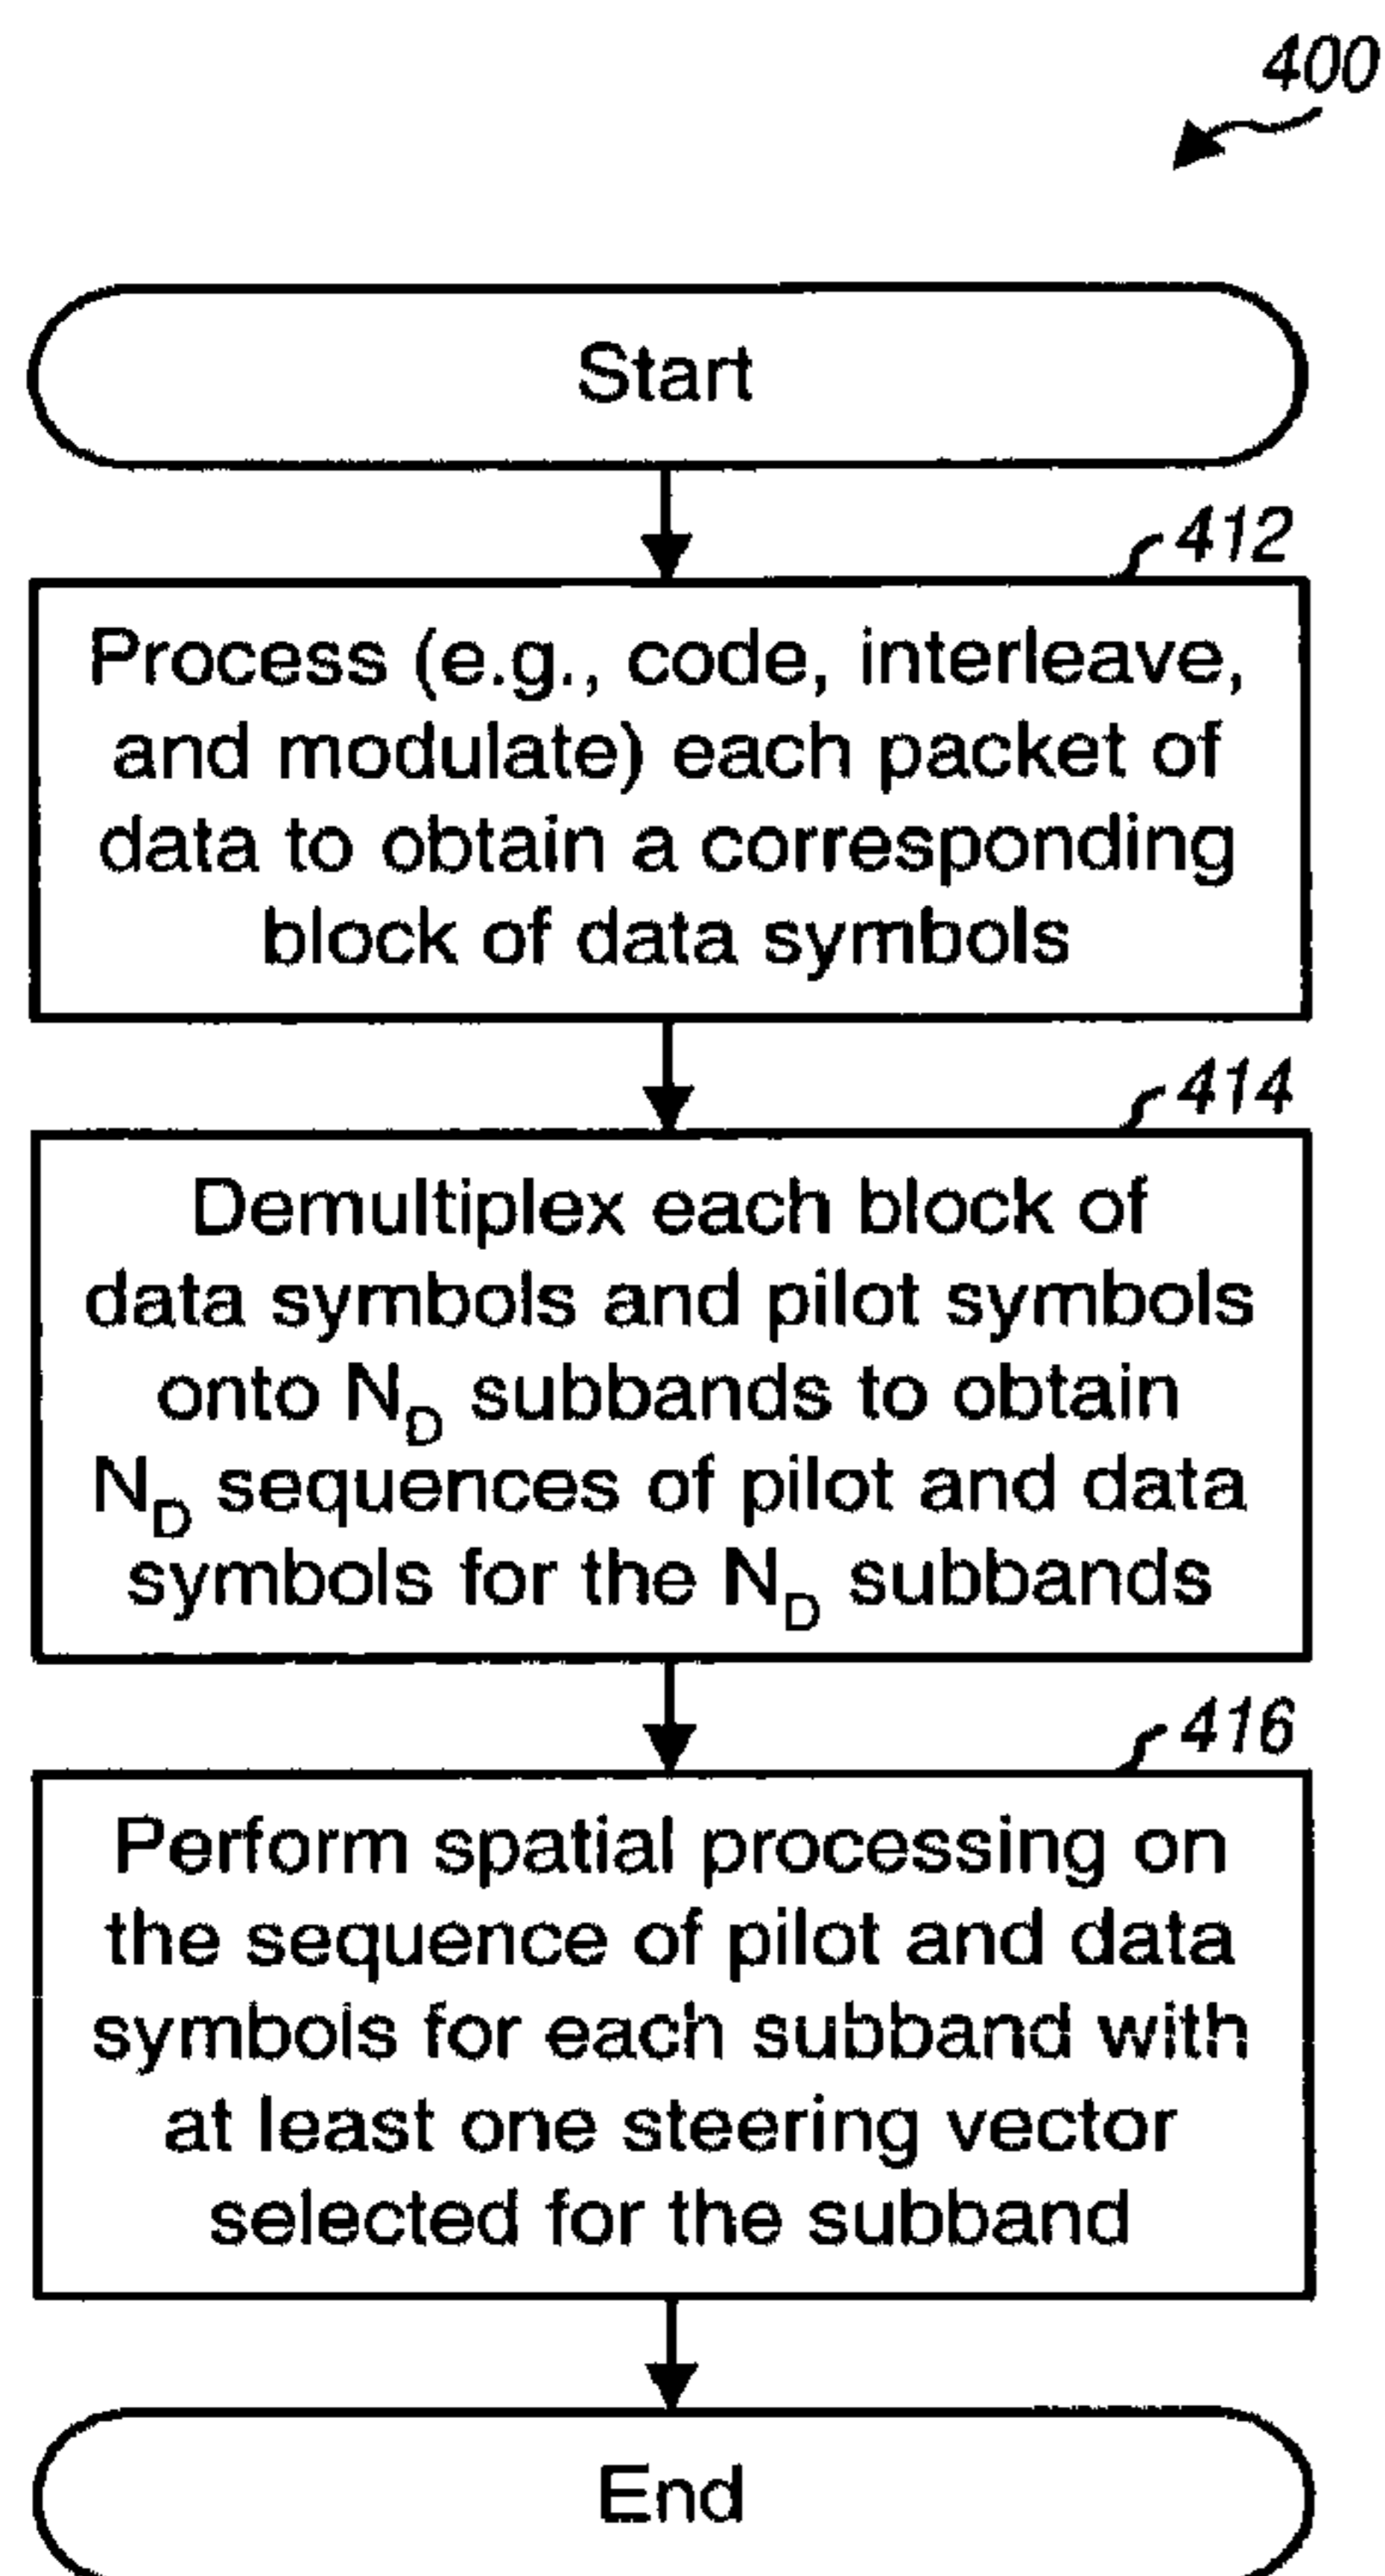 400
Start
412
Process (e.g., code, interleave,
and modulate) each packet of
data to obtain a corresponding
block of data symbols
414
Demultiplex each block of
data symbols and pilot symbols
onto N_D subbands to obtain
N_D sequences of pilot and data
symbols for the N_D subbands
416
Perform spatial processing on
the sequence of pilot and data
symbols for each subband with
at least one steering vector
selected for the subband
End